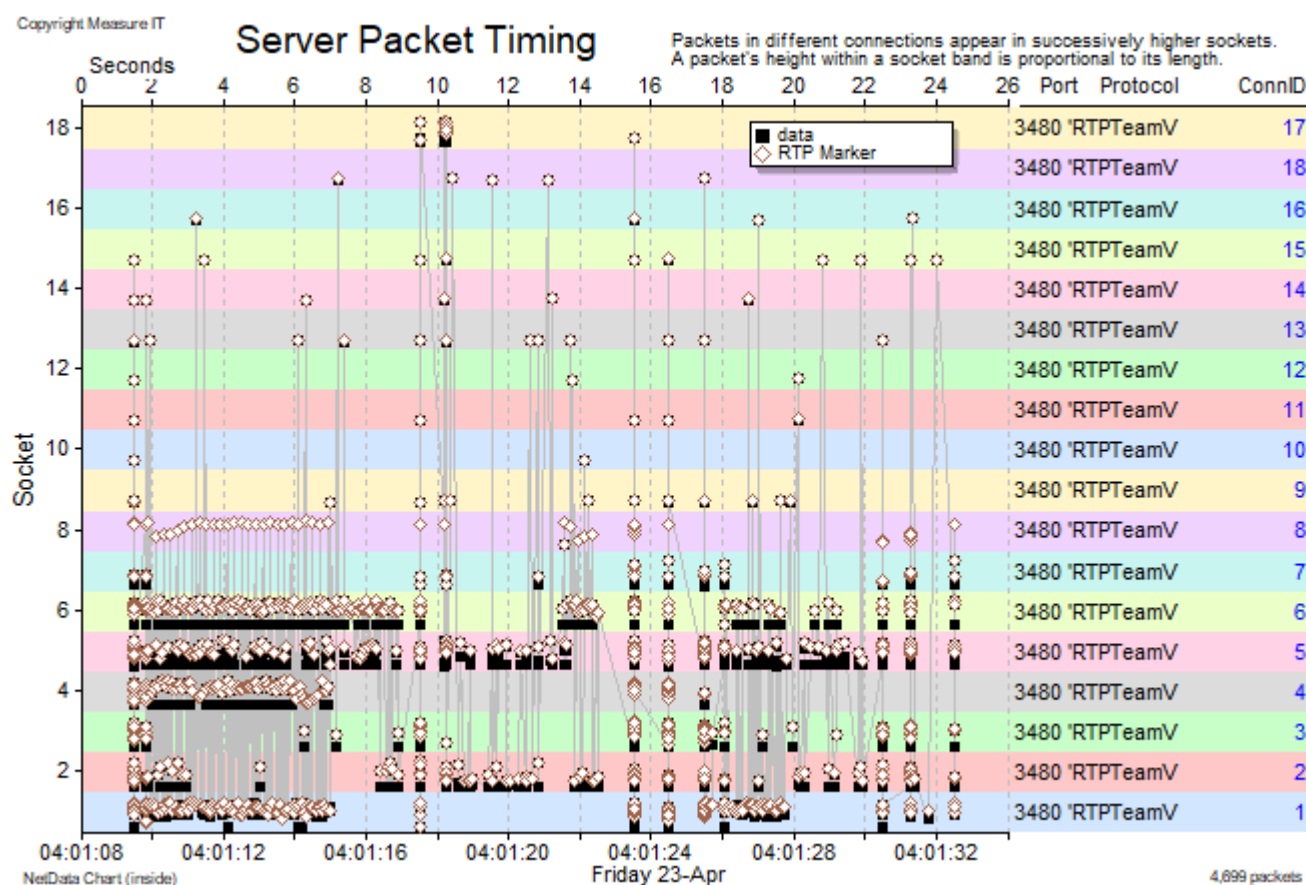 Copyright Measure IT
Server Packet Timing
Packets in different connections appear in successively higher sockets.
A packet's height within a socket band is proportional to its length.
Seconds
0 2 4 6 8 10 12 14 16 18 20 22 24 26 Port Protocol ConnID
data
RTP Marker
18 3480 'RTPTeamV 17
3480 'RTPTeamV 18
16 3480 'RTPTeamV 16
3480 'RTPTeamV 15
14 3480 'RTPTeamV 14
3480 'RTPTeamV 13
12 3480 'RTPTeamV 12
3480 'RTPTeamV 11
10 3480 'RTPTeamV 10
3480 'RTPTeamV 9
8 3480 'RTPTeamV 8
3480 'RTPTeamV 7
6 3480 'RTPTeamV 6
3480 'RTPTeamV 5
4 3480 'RTPTeamV 4
3480 'RTPTeamV 3
2 3480 'RTPTeamV 2
3480 'RTPTeamV 1
Socket
04:01:08 04:01:12 04:01:16 04:01:20 04:01:24 04:01:28 04:01:32
Friday 23-Apr
NetData Chart (inside)
4,699 packets